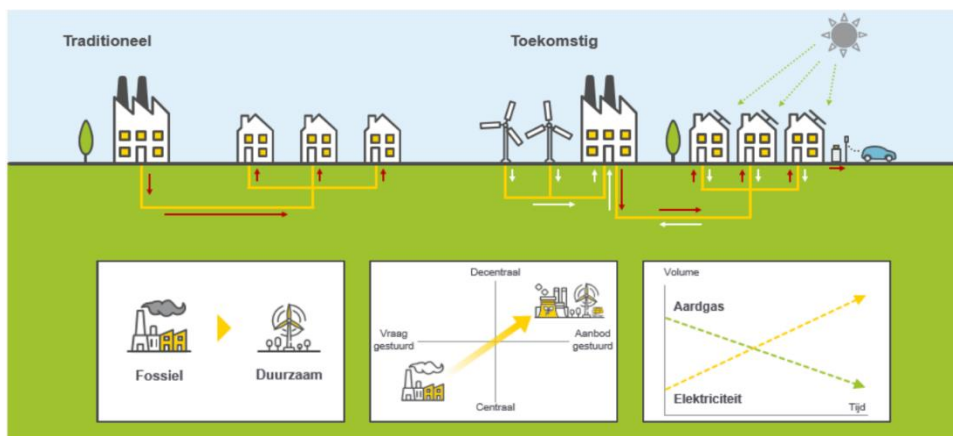 Traditioneel
Toekomstig
Fossiel
Duurzaam
Decentraal
Vraag
gestuurd
Aanbod
gestuurd
Centraal
Volume
Aardgas
Elektriciteit
Tijd